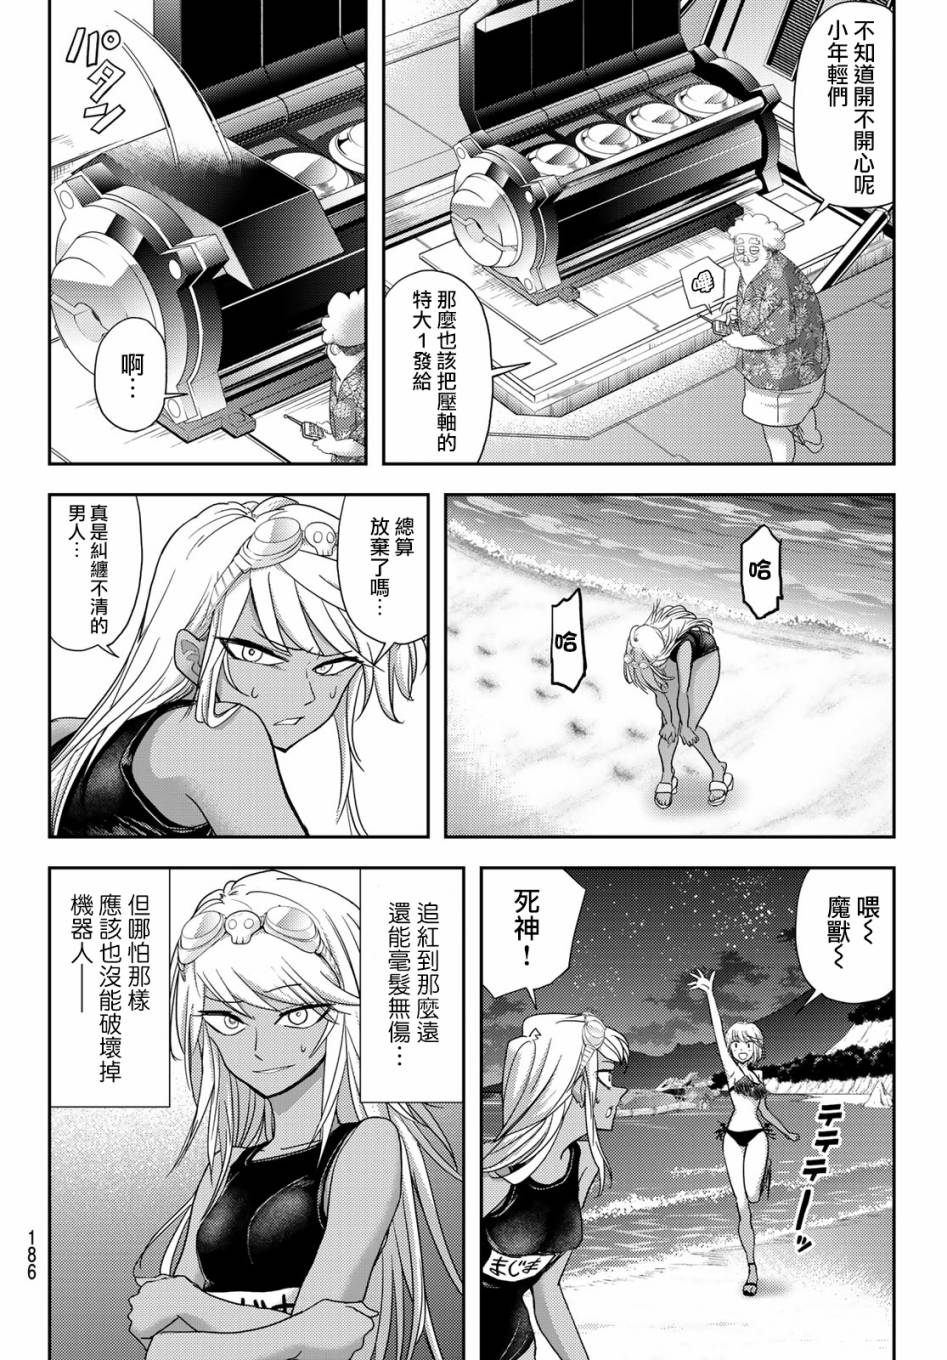 不知道開不開心呢
小年輕們
嗶
那麼也該把壓軸的
特大1發給
パタン
啊…
哈
哈
總算
放棄了嗎…
真是糾纏不清的
男人…
喂～
魔獸～
死神！
テテテーッ
まじま
追紅到那麼遠
還能毫髮無傷…
但哪怕那樣
應該也沒能破壞掉
機器人——
186